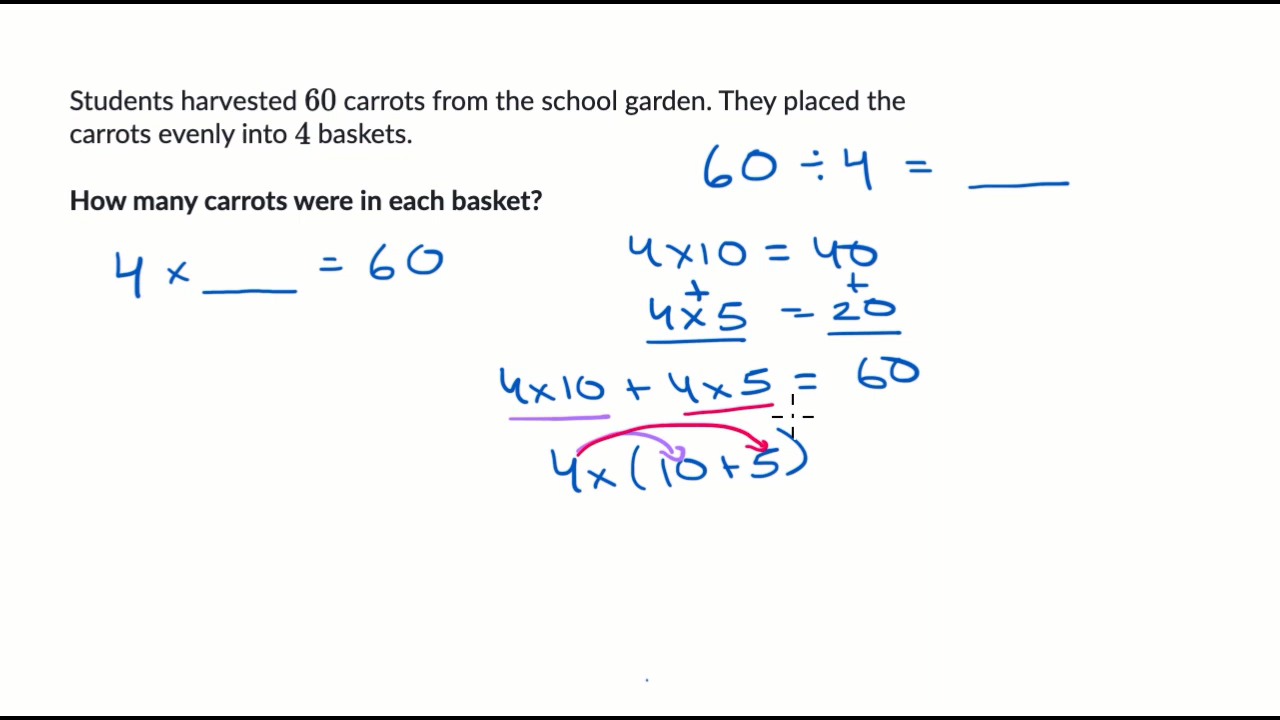 Students harvested 60 carrots from the school garden. They placed the
carrots evenly into 4 baskets.
60 ÷ 4 = ___
How many carrots were in each basket?
4 × ___ = 60
4×10 = 40
+ +
4×5 = 20
4×10 + 4×5 = 60
4×(10+5)